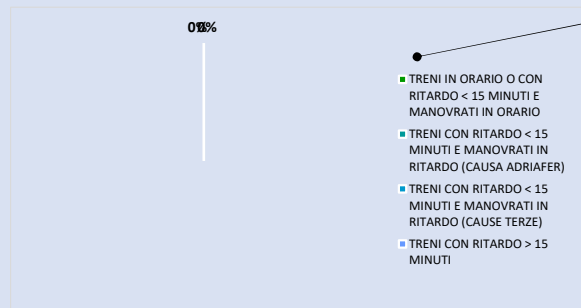 0%
TRENI IN ORARIO O CON
RITARDO < 15 MINUTI E
MANOVRATI IN ORARIO
TRENI CON RITARDO < 15
MINUTI E MANOVRATI IN
RITARDO (CAUSA ADRIAFER)
TRENI CON RITARDO < 15
MINUTI E MANOVRATI IN
RITARDO (CAUSE TERZE)
TRENI CON RITARDO > 15
MINUTI